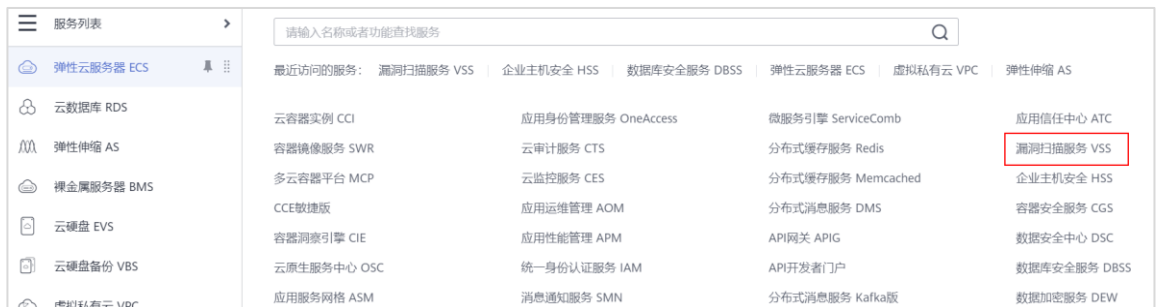 服务列表
请输入名称或者功能查找服务
弹性云服务器 ECS
最近访问的服务： 漏洞扫描服务 VSS 企业主机安全 HSS 数据库安全服务 DBSS 弹性云服务器 ECS 虚拟私有云 VPC 弹性伸缩 AS
云数据库 RDS
弹性伸缩 AS
裸金属服务器 BMS
云硬盘 EVS
云硬盘备份 VBS
虚拟私有云 VPC
云容器实例 CCI 应用身份管理服务 OneAccess 微服务引擎 ServiceComb 应用信任中心 ATC
容器镜像服务 SWR 云审计服务 CTS 分布式缓存服务 Redis 漏洞扫描服务 VSS
多云容器平台 MCP 云监控服务 CES 分布式缓存服务 Memcached 企业主机安全 HSS
CCE敏捷版 应用运维管理 AOM 分布式消息服务 DMS 容器安全服务 CGS
容器洞察引擎 CIE 应用性能管理 APM API网关 APIG 数据安全中心 DSC
云原生服务中心 OSC 统一身份认证服务 IAM API开发者门户 数据库安全服务 DBSS
应用服务网格 ASM 消息通知服务 SMN 分布式消息服务 Kafka版 数据加密服务 DEW